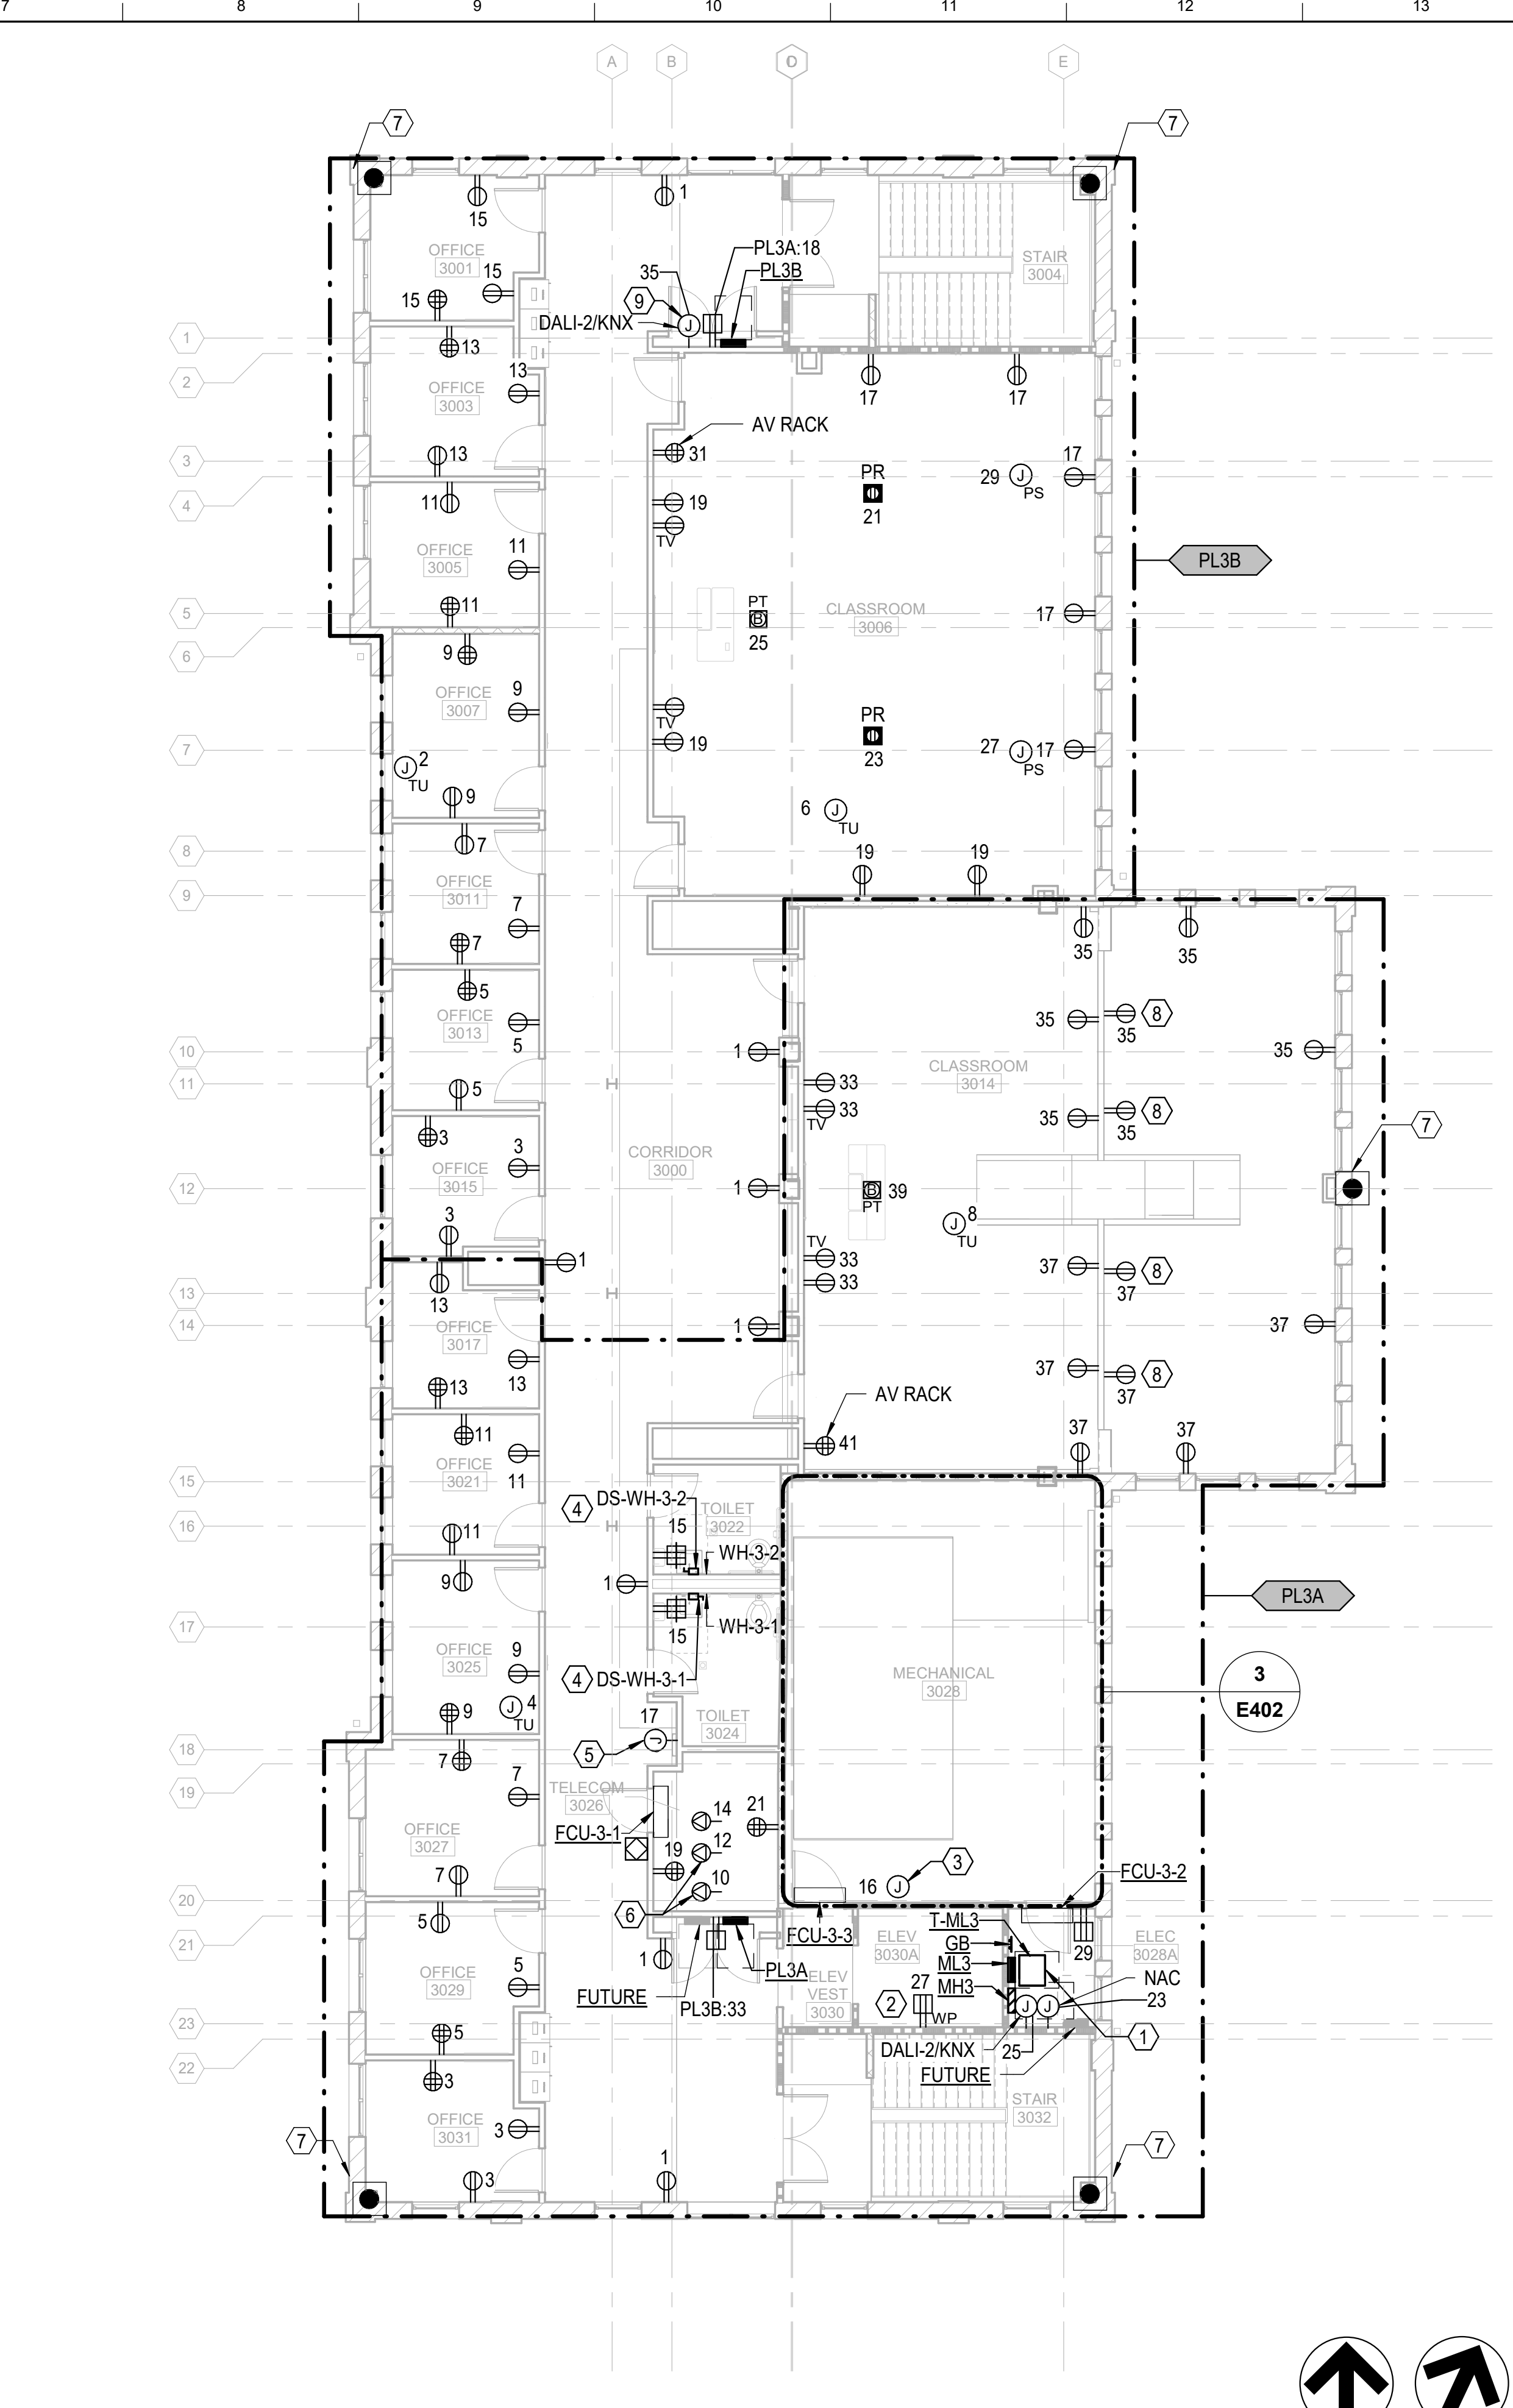 7 8 9 10 11 12 13
A B D E
7 7
15 1
PL3A:18
OFFICE
3001
STAIR
3004
15 35 PL3B
15 9
DALI-2/KNX
1
13
2
13
OFFICE
3003
17 17
AV RACK
3 13 31
17
PR
29 J
PS
4 11 19
21
TV
11
OFFICE
3005
PL3B
PT
B
25
CLASSROOM
3006
5 11 17
6 9
9
OFFICE
3007
TV
PR
7 19 27 J 17
PS
23
J 2
TU
9
6 J
TU
8 7 19 19
OFFICE
3011
9
7
7
35 35
5
OFFICE
3013
35 8
35
5
10 1 35
CLASSROOM
3014
11 33
5
33
TV
35 8
35
7
3
3
CORRIDOR
3000
OFFICE
3015
12 1 B 39
PT
8
J
TU
3
TV
1 33
37 8
37
13 33
13
14 1 37
OFFICE
3017
13
13
37 8
37
AV RACK
11 41
37 37
OFFICE
3021
11
15
4 DS-WH-3-2
TOILET
3022
16 15
11
WH-3-2
9 1
PL3A
17 15 WH-3-1
OFFICE
3025
9
4 DS-WH-3-1
MECHANICAL
3028
3
E402
9 J 4
TU
17
TOILET
3024
5 J
18
7
7
19
TELECOM
3026
14
21
FCU-3-1
OFFICE
3027
12
19
7
10
16 J 3
FCU-3-2
20
6
5
T-ML3
21
FCU-3-3
ELEV
3030A
GB
29
ELEC
3028A
1
ML3
PL3A
OFFICE
3029
5
ELEV
VEST
3030
MH3
NAC
FUTURE
PL3B:33
27
2
WP
J J 23
23 5
1
DALI-2/KNX 25
22
3
FUTURE
STAIR
3032
OFFICE
3031
3
7 7
3 1